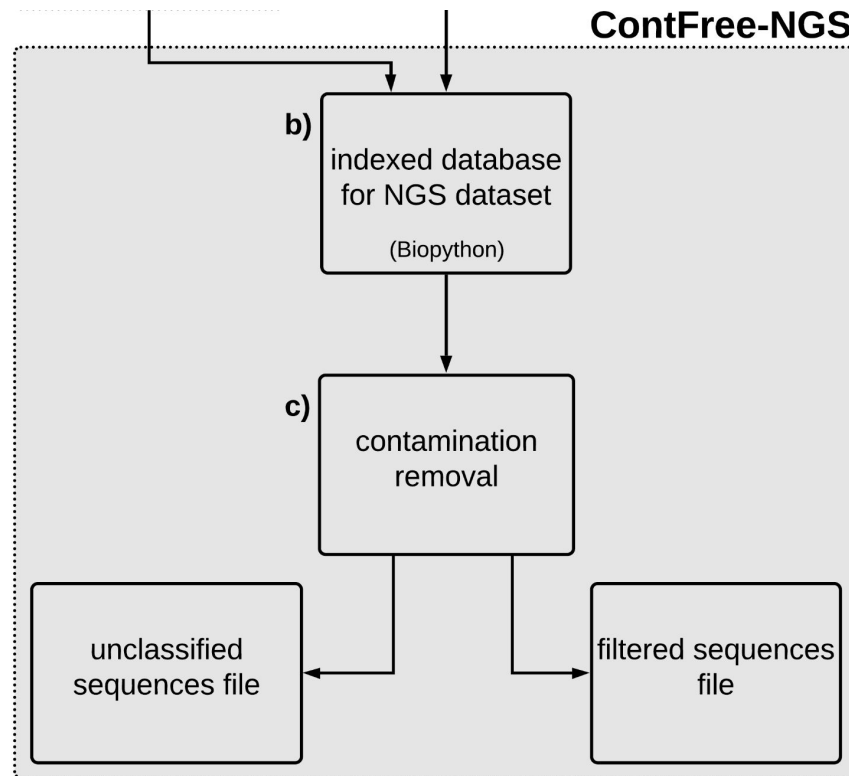 ContFree-NGS
b)
indexed database
for NGS dataset
(Biopython)
c)
contamination
removal
unclassified
sequences file
filtered sequences
file